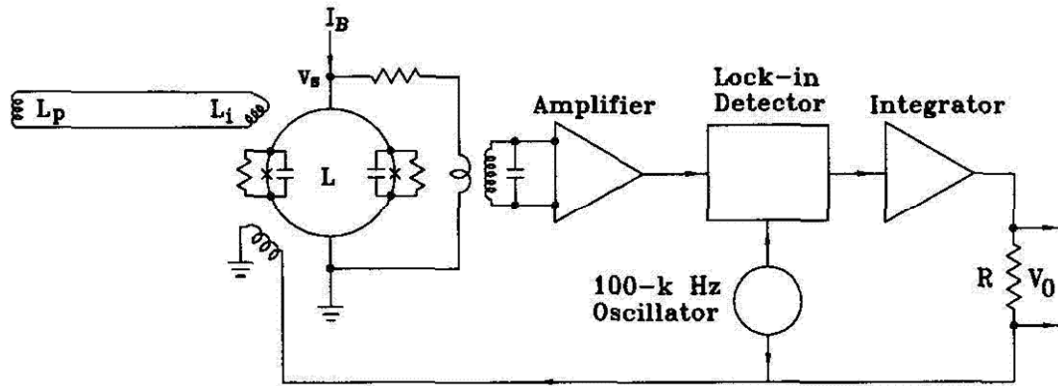 I_B
V_s
L_p
L_i
L
Amplifier
Lock-in
Detector
Integrator
100-k Hz
Oscillator
R
V_0